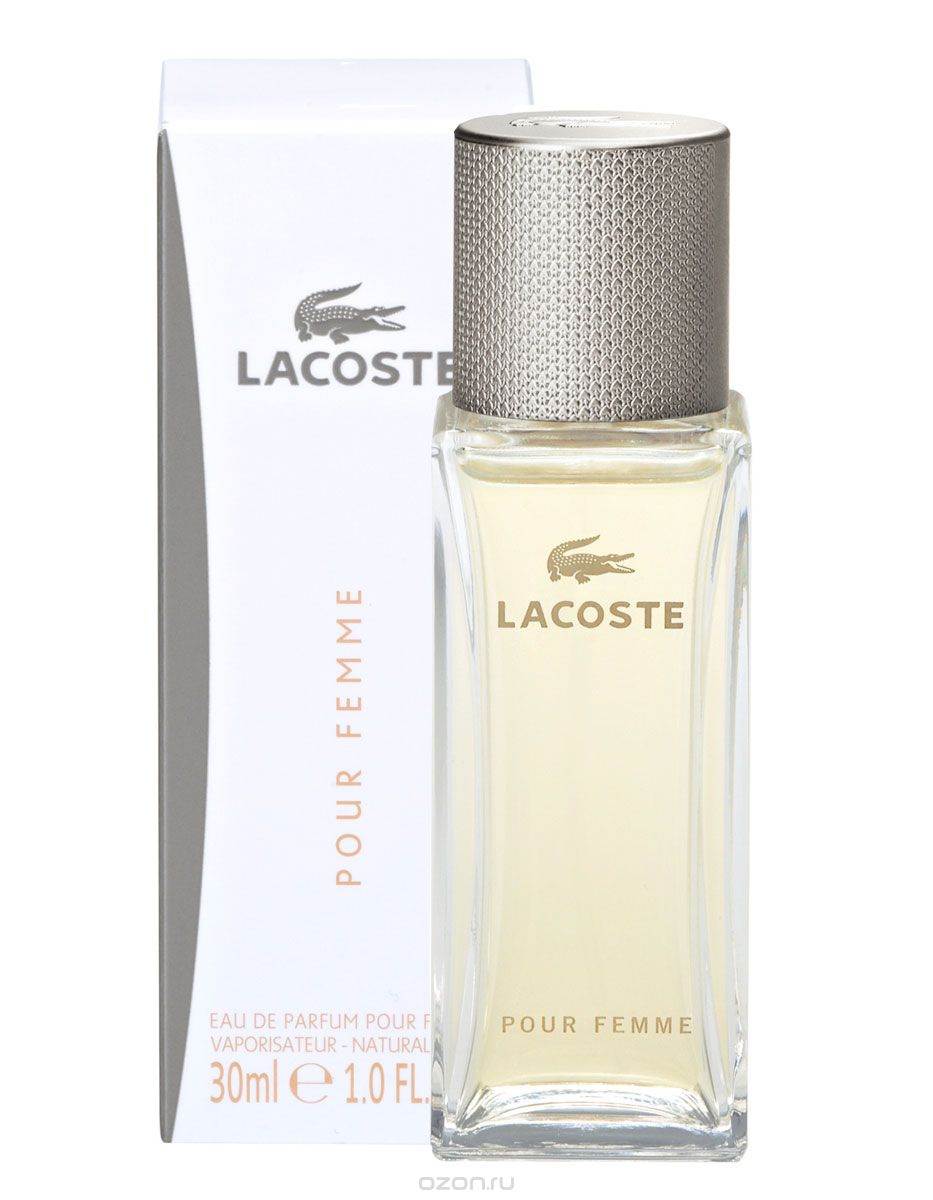 LACOSTE
POUR FEMME
EAU DE PARFUM POUR F
VAPORISATEUR - NATURAL
30ml e 1.0 FL.
LACOSTE
POUR FEMME
ozon.ru